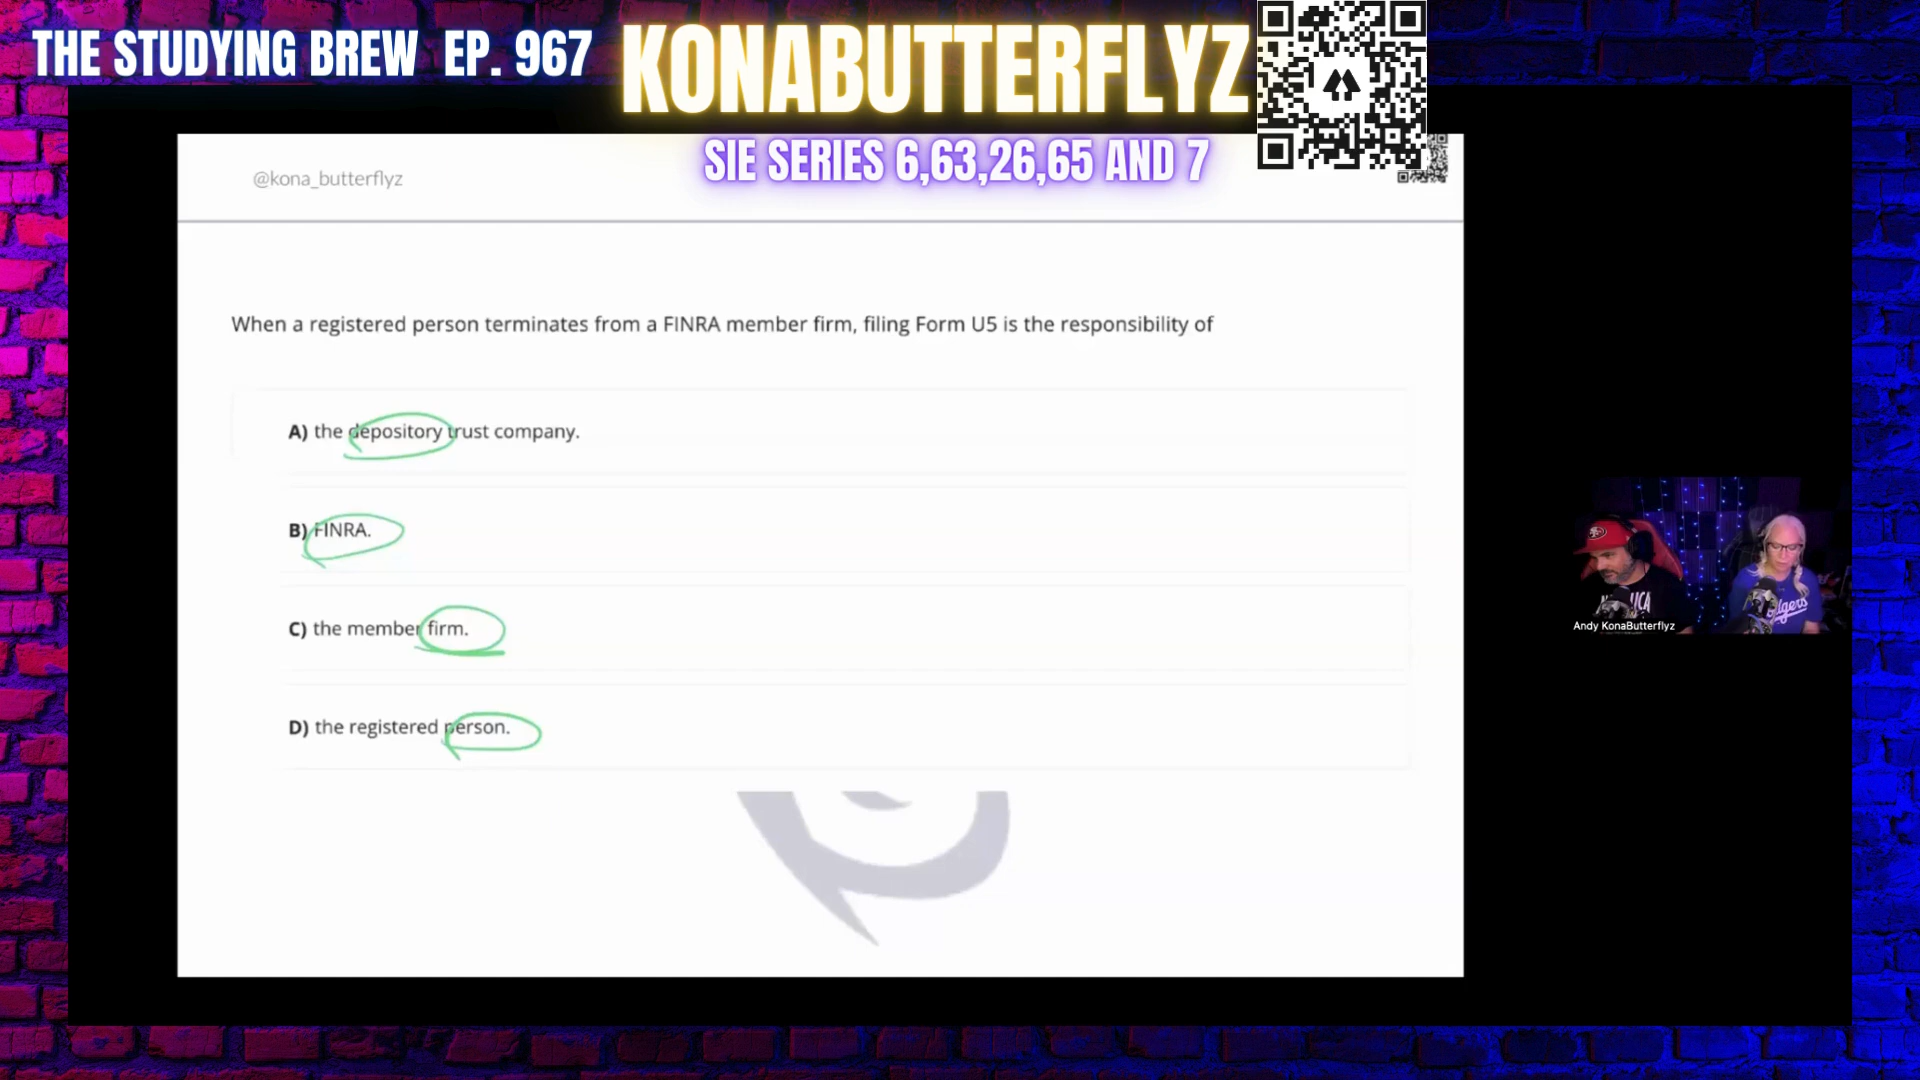 THE STUDYING BREW EP. 967
KONABUTTERFLYZ
SIE SERIES 6,63,26,65 AND 7
@kona_butterflyz
When a registered person terminates from a FINRA member firm, filing Form U5 is the responsibility of
A) the depository trust company.
B) FINRA.
C) the member firm.
D) the registered person.
Andy KonaButterflyz